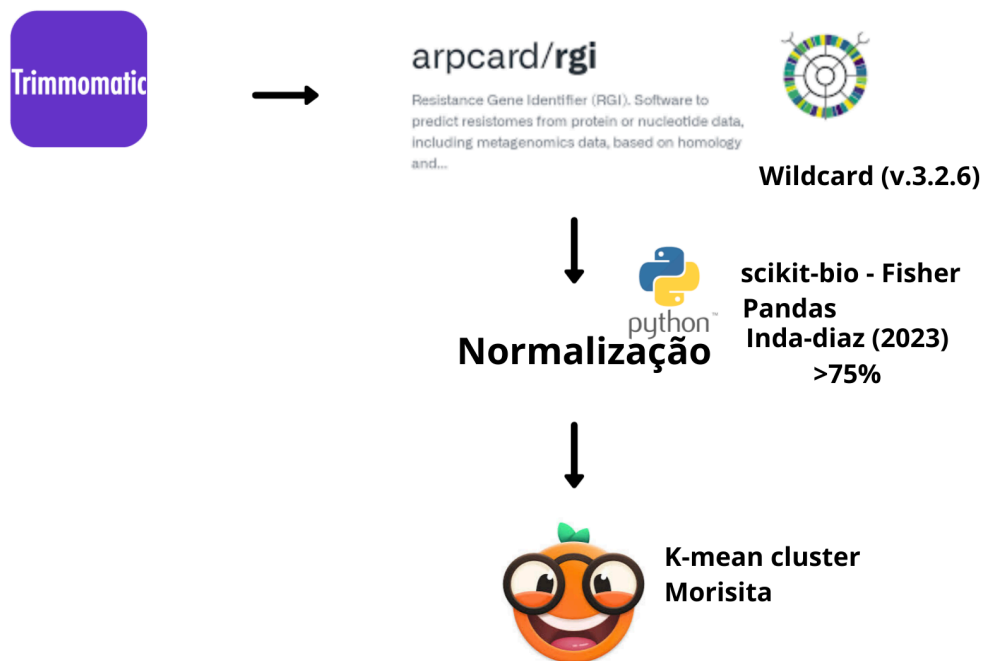 Trimmomatic
arpcard/rgi
Resistance Gene Identifier (RGI). Software to
predict resistomes from protein or nucleotide data,
including metagenomics data, based on homology
and...
Wildcard (v.3.2.6)
python™
Normalização
scikit-bio - Fisher
Pandas
Inda-diaz (2023)
>75%
K-mean cluster
Morisita